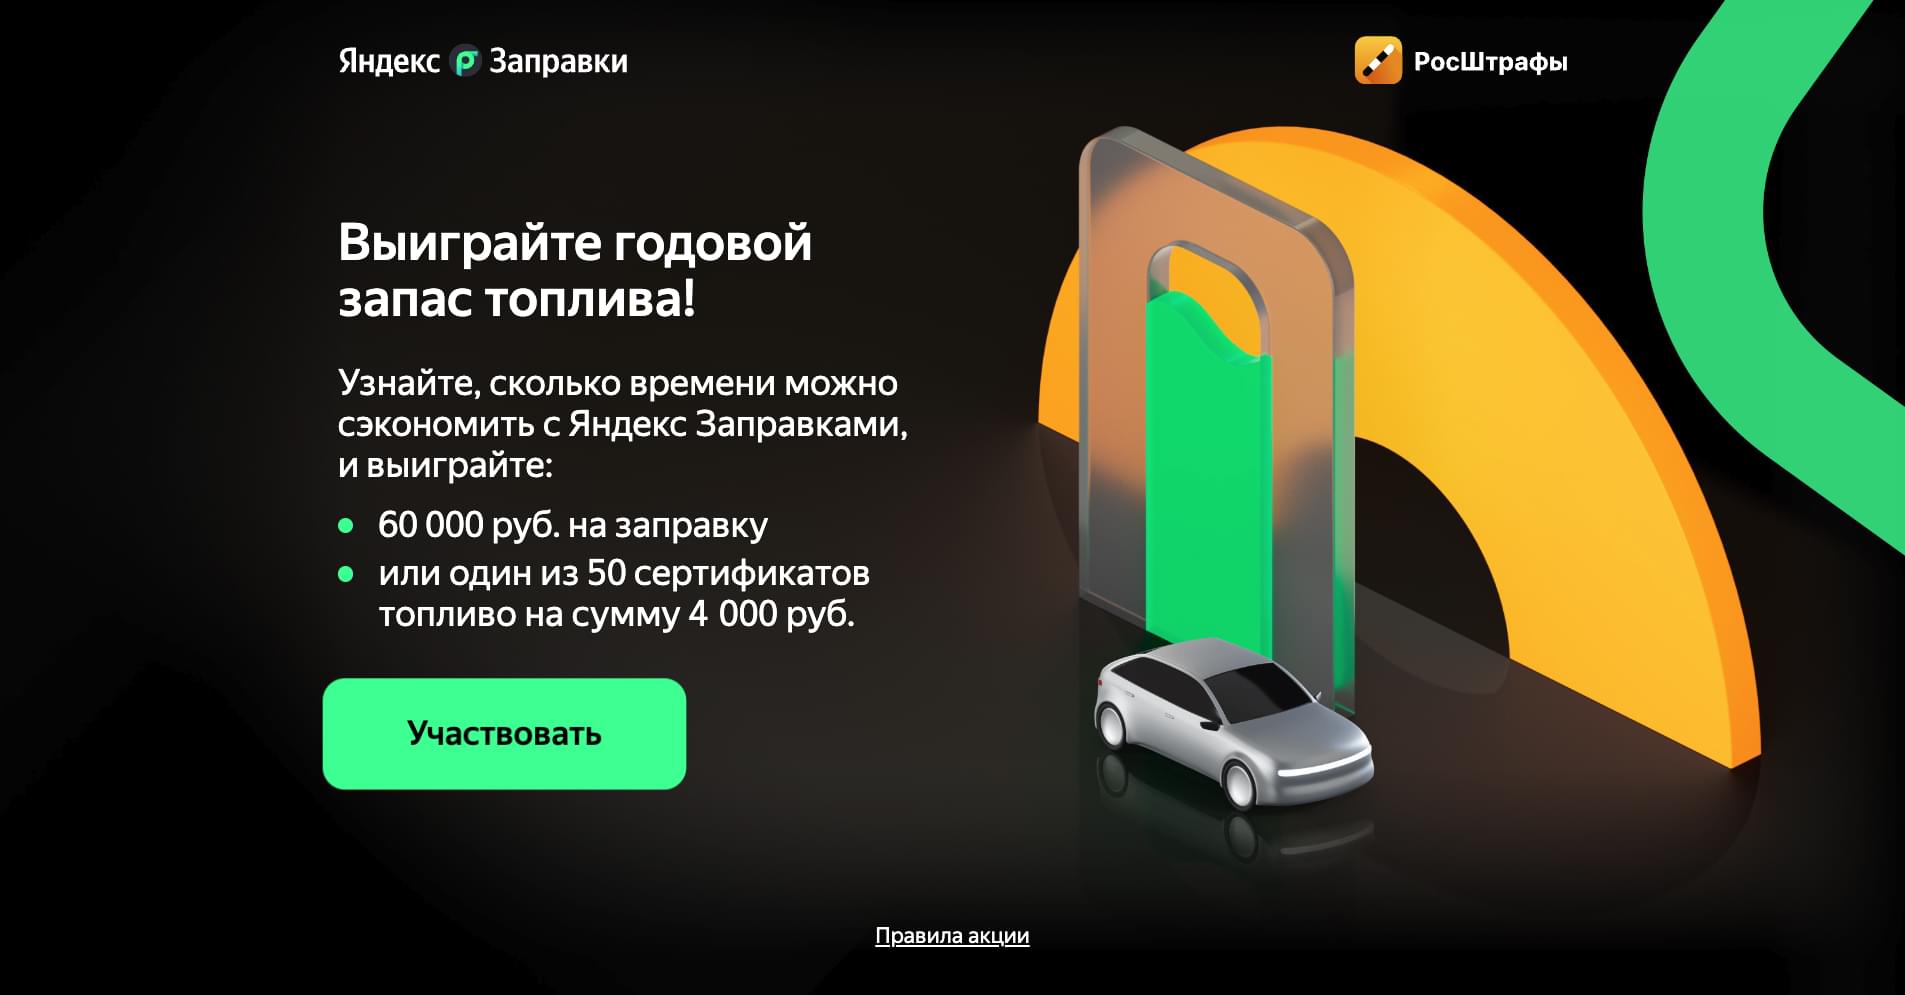 Яндекс Заправки
РосШтрафы
Выиграйте годовой
запас топлива!
Узнайте, сколько времени можно
сэкономить с Яндекс Заправками,
и выиграйте:
60 000 руб. на заправку
или один из 50 сертификатов
топливо на сумму 4 000 руб.
Участвовать
Правила акции